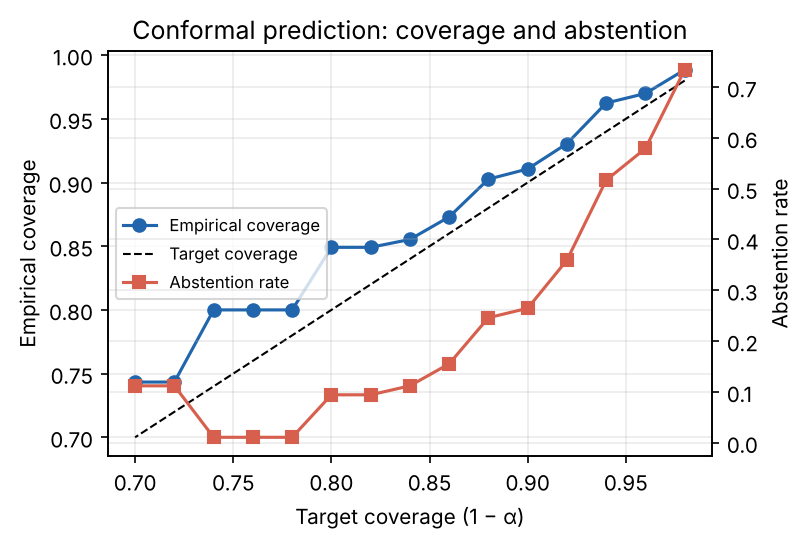 Conformal prediction: coverage and abstention
Empirical coverage
1.00
0.95
0.90
0.85
0.80
0.75
0.70
Empirical coverage
Target coverage
Abstention rate
0.7
0.6
0.5
0.4
0.3
0.2
0.1
0.0
Abstention rate
0.70 0.75 0.80 0.85 0.90 0.95
Target coverage (1 − α)